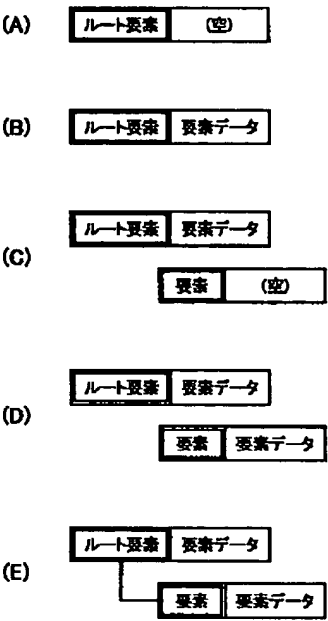 (A) ルート要素 (空)
(B) ルート要素 要素データ
ルート要素 要素データ
(C)
要素 (空)
ルート要素 要素データ
(D)
要素 要素データ
ルート要素 要素データ
(E)
要素 要素データ